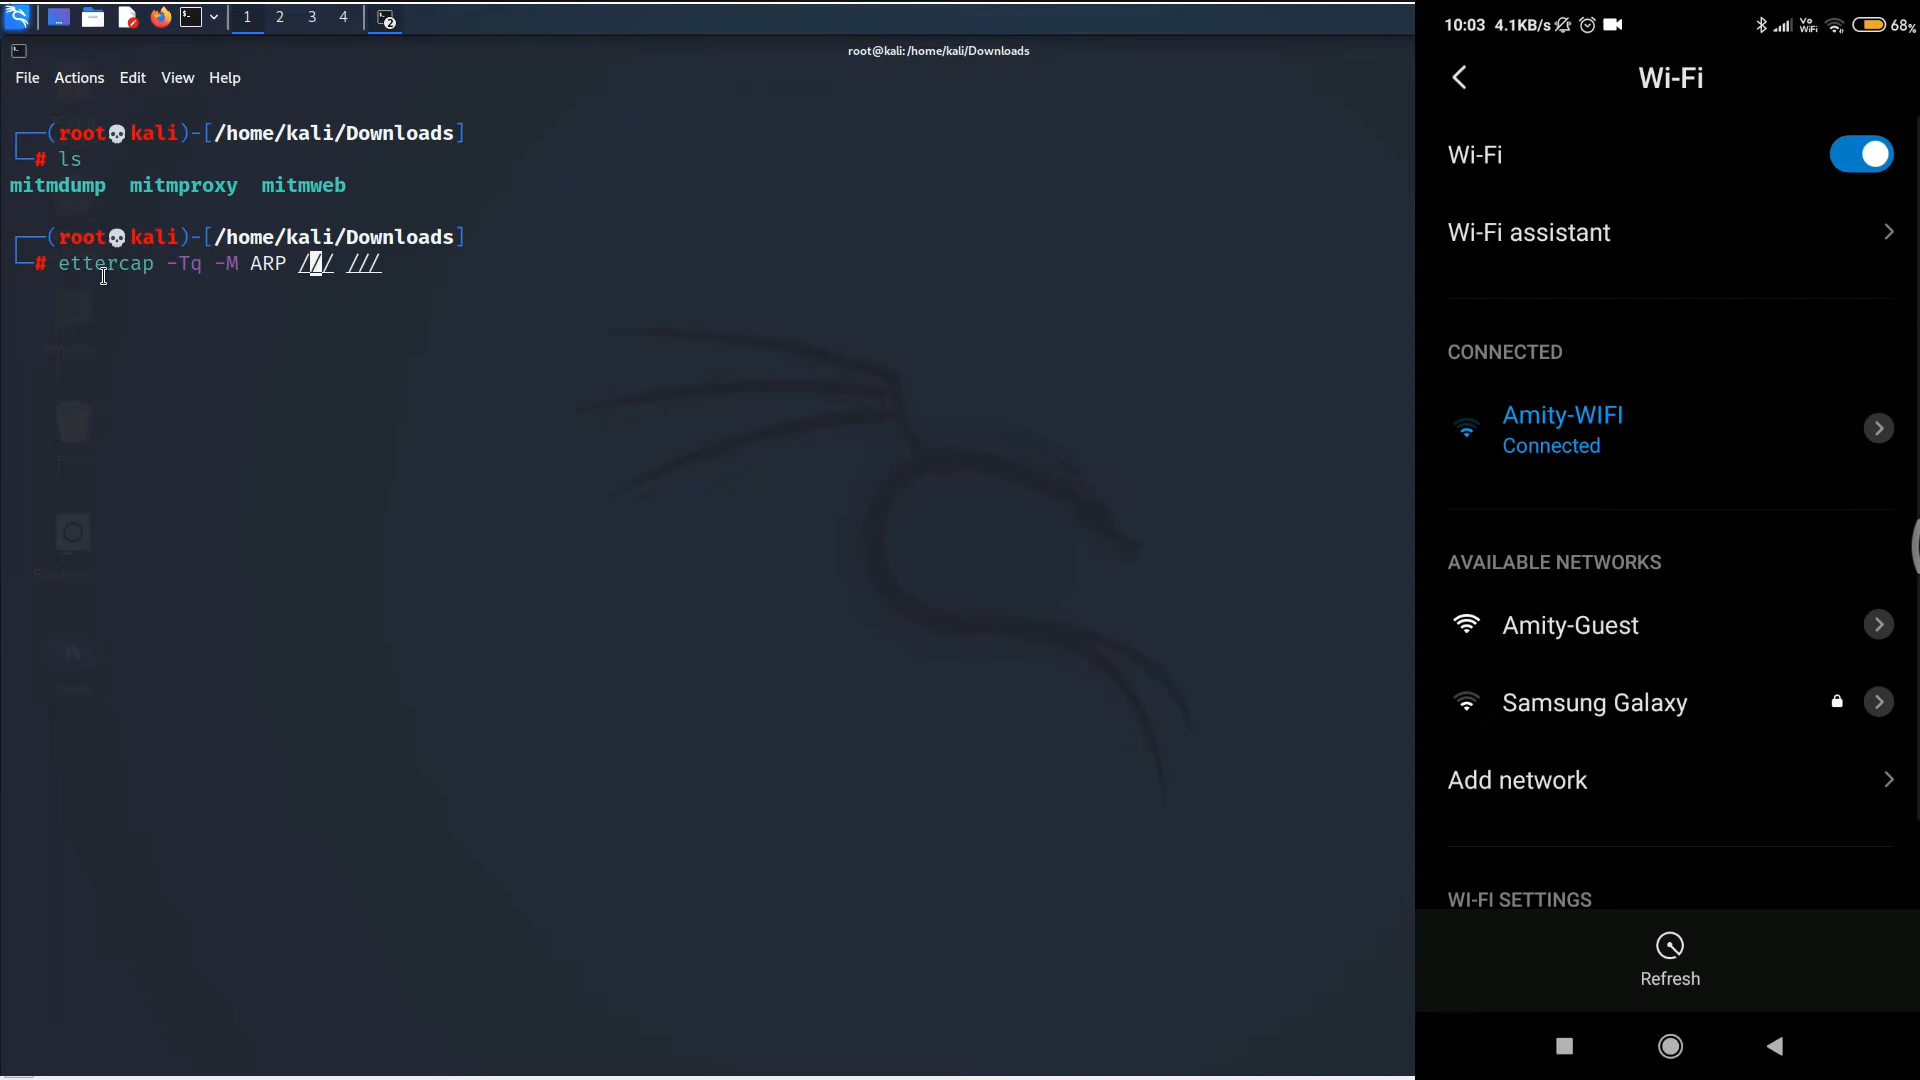 1 2 3 4 2
root@kali:/home/kali/Downloads
File Actions Edit View Help
┌──(root💀kali)-[/home/kali/Downloads]
└─# ls
mitmdump mitmproxy mitmweb
┌──(root💀kali)-[/home/kali/Downloads]
└─# ettercap -Tq -M ARP /// ///
10:03 4.1KB/s Vo WiFi 68%
Wi-Fi
Wi-Fi
Wi-Fi assistant
CONNECTED
Amity-WIFI
Connected
AVAILABLE NETWORKS
Amity-Guest
Samsung Galaxy
Add network
WI-FI SETTINGS
Refresh